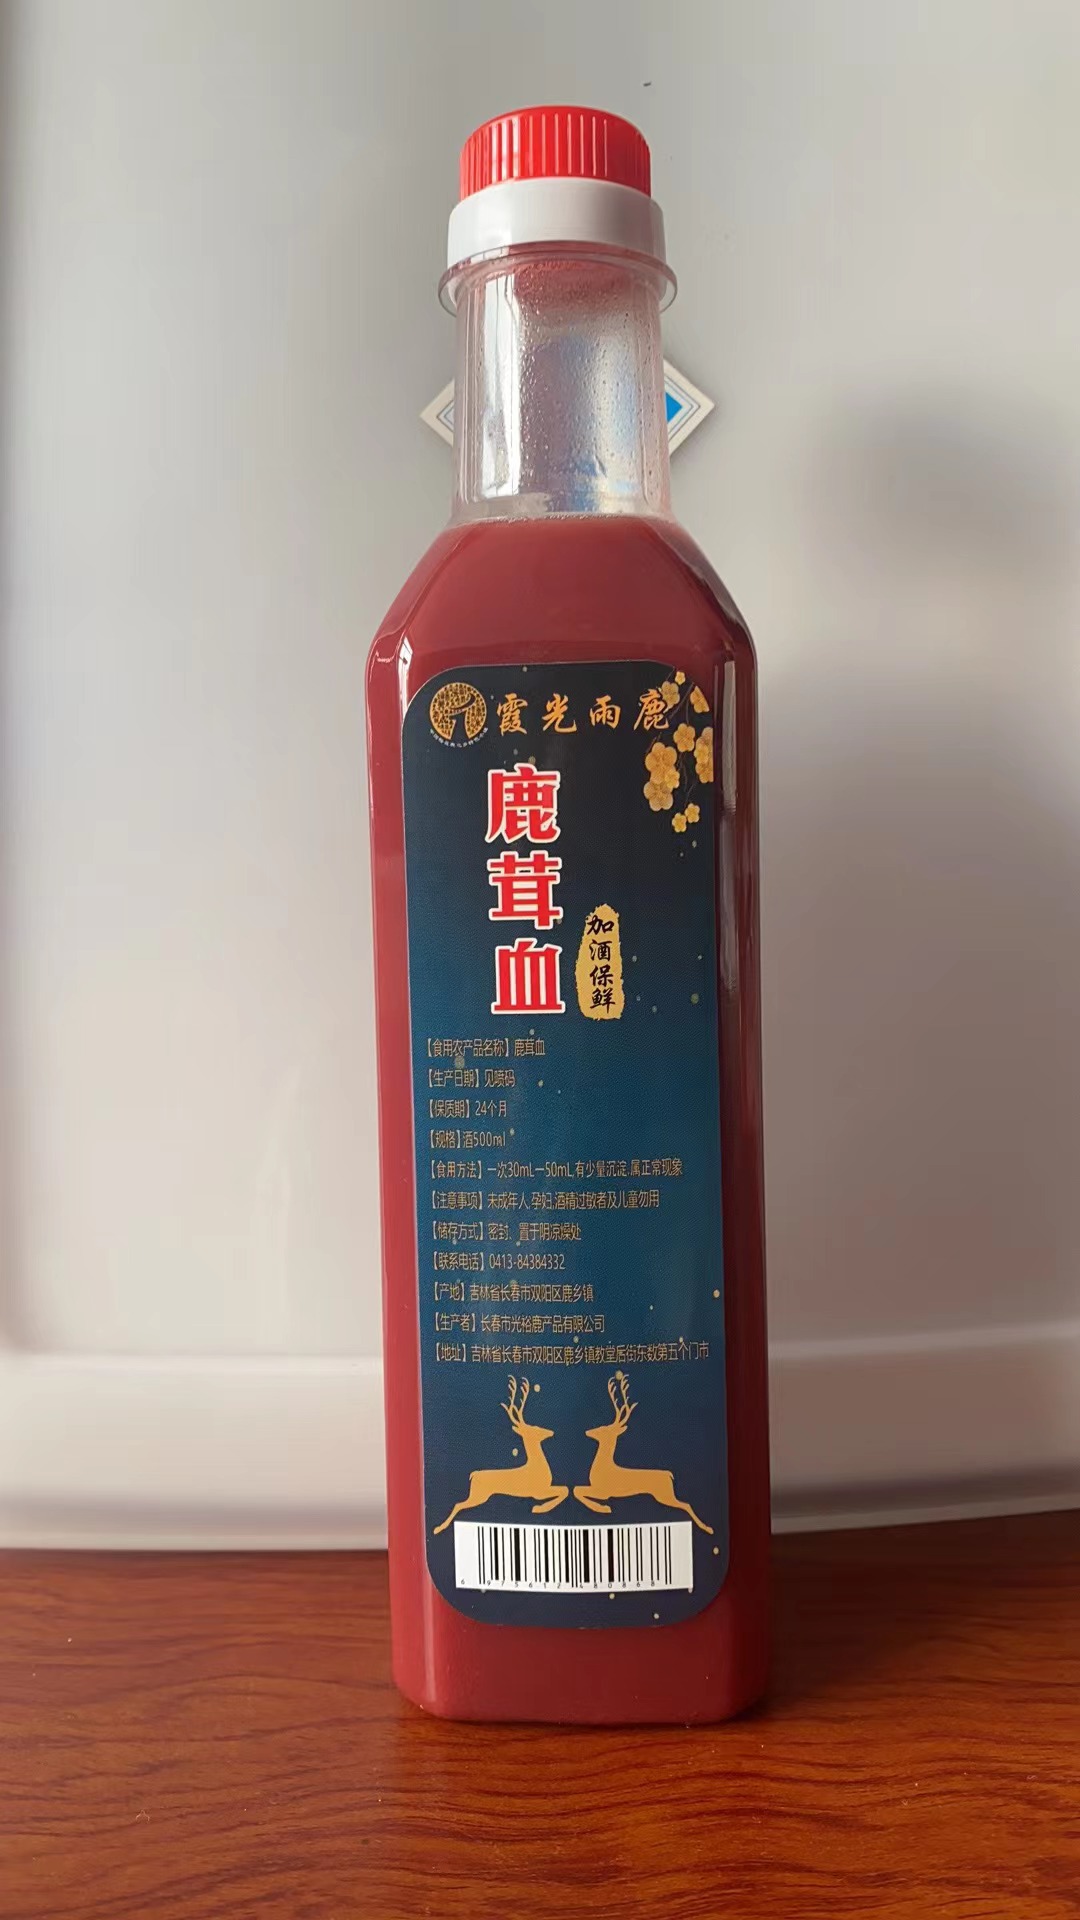 霞光雨鹿
鹿茸血
加酒保鲜
【食用农产品名称】鹿茸血
【生产日期】见喷码
【保质期】24个月
【规格】酒500ml
【食用方法】一次30mL一50mL,有少量沉淀,属正常现象
【注意事项】未成年人,孕妇,酒精过敏者及儿童勿用
【储存方式】密封、置于阴凉燥处
【联系电话】0413-84384332
【产地】吉林省长春市双阳区鹿乡镇
【生产者】长春市光裕鹿产品有限公司
【地址】吉林省长春市双阳区鹿乡镇教堂后街东数第五个门市
6975612480868